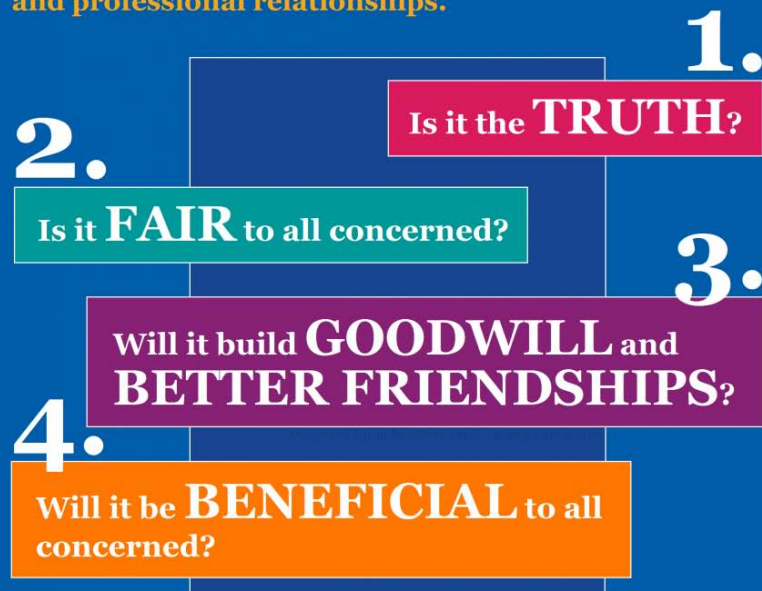 and professional relationships.
1.
Is it the TRUTH?
2.
Is it FAIR to all concerned?
3.
Will it build GOODWILL and
BETTER FRIENDSHIPS?
4.
Will it be BENEFICIAL to all
concerned?